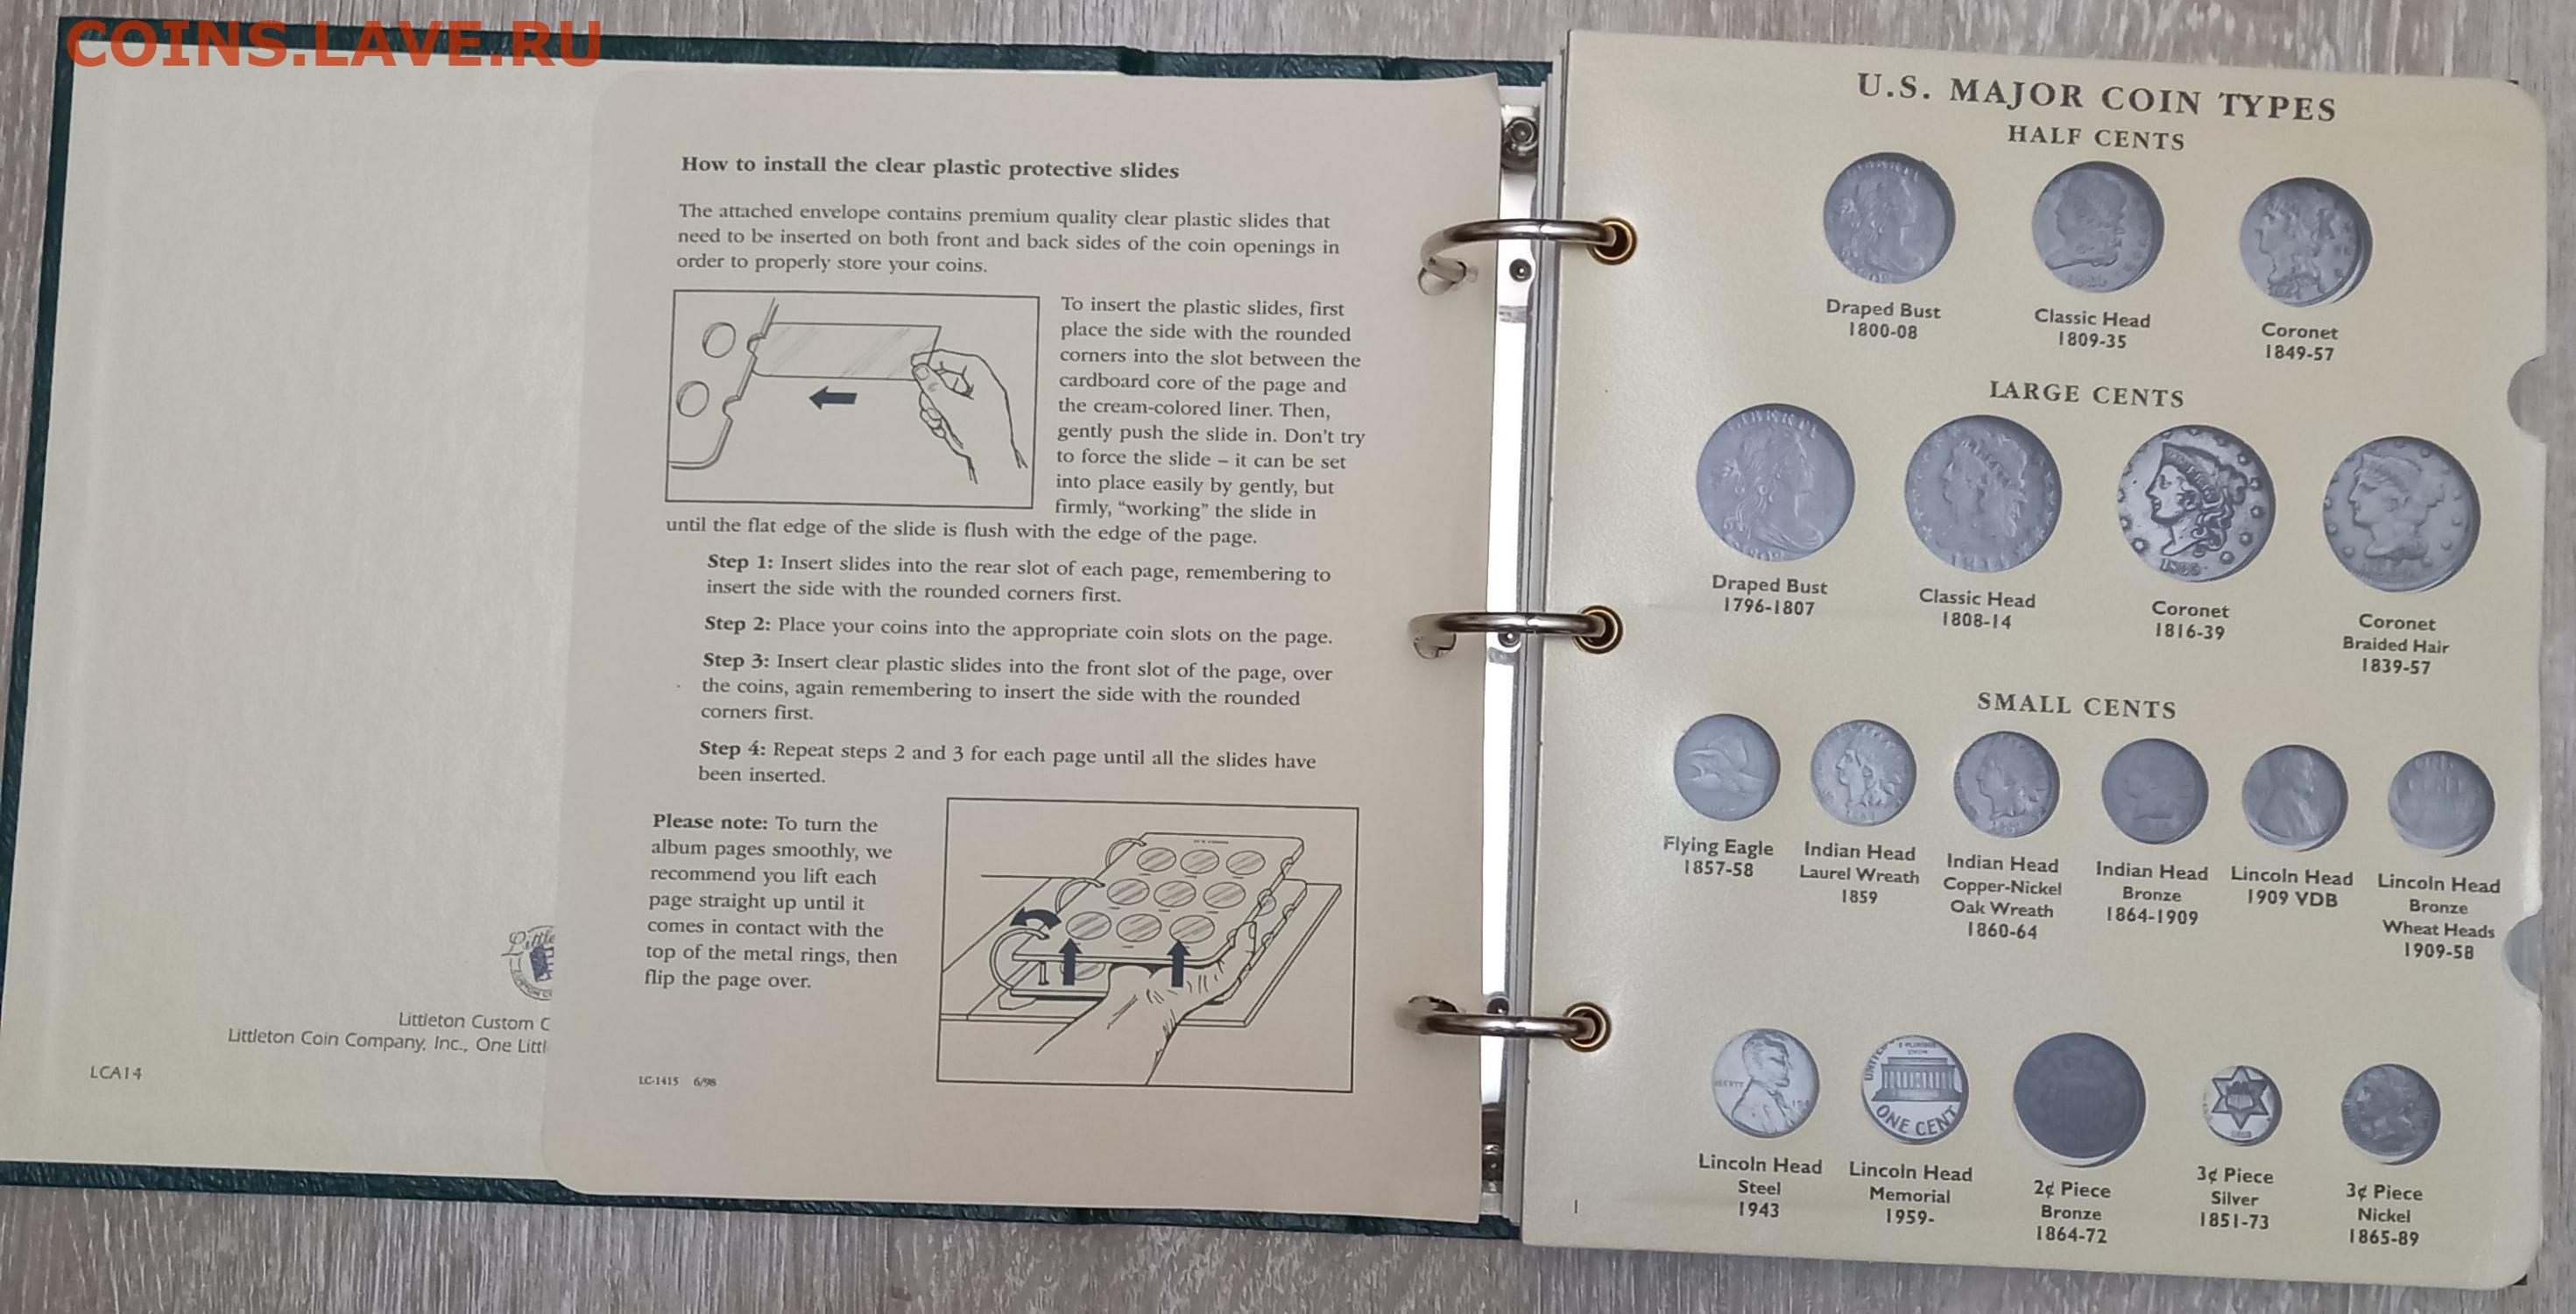 COINS.LAVE.RU
How to install the clear plastic protective slides
The attached envelope contains premium quality clear plastic slides that
need to be inserted on both front and back sides of the coin openings in
order to properly store your coins.
To insert the plastic slides, first
place the side with the rounded
corners into the slot between the
cardboard core of the page and
the cream-colored liner. Then,
gently push the slide in. Don't try
to force the slide – it can be set
into place easily by gently, but
firmly, “working” the slide in
until the flat edge of the slide is flush with the edge of the page.
Step 1: Insert slides into the rear slot of each page, remembering to
insert the side with the rounded corners first.
Step 2: Place your coins into the appropriate coin slots on the page.
Step 3: Insert clear plastic slides into the front slot of the page, over
the coins, again remembering to insert the side with the rounded
corners first.
Step 4: Repeat steps 2 and 3 for each page until all the slides have
been inserted.
Please note: To turn the
album pages smoothly, we
recommend you lift each
page straight up until it
comes in contact with the
top of the metal rings, then
flip the page over.
LC-1415 6/98
Little
Littleton Custom C
Littleton Coin Company, Inc., One Littl
LCA14
U.S. MAJOR COIN TYPES
HALF CENTS
Draped Bust
1800-08
Classic Head
1809-35
Coronet
1849-57
LARGE CENTS
Draped Bust
1796-1807
Classic Head
1808-14
Coronet
1816-39
Coronet
Braided Hair
1839-57
SMALL CENTS
Flying Eagle
1857-58
Indian Head
Laurel Wreath
1859
Indian Head
Copper-Nickel
Oak Wreath
1860-64
Indian Head
Bronze
1864-1909
Lincoln Head
1909 VDB
Lincoln Head
Bronze
Wheat Heads
1909-58
LIBERTY
UNITED
ONE CENT
Lincoln Head
Steel
1943
Lincoln Head
Memorial
1959-
2¢ Piece
Bronze
1864-72
3¢ Piece
Silver
1851-73
3¢ Piece
Nickel
1865-89
1